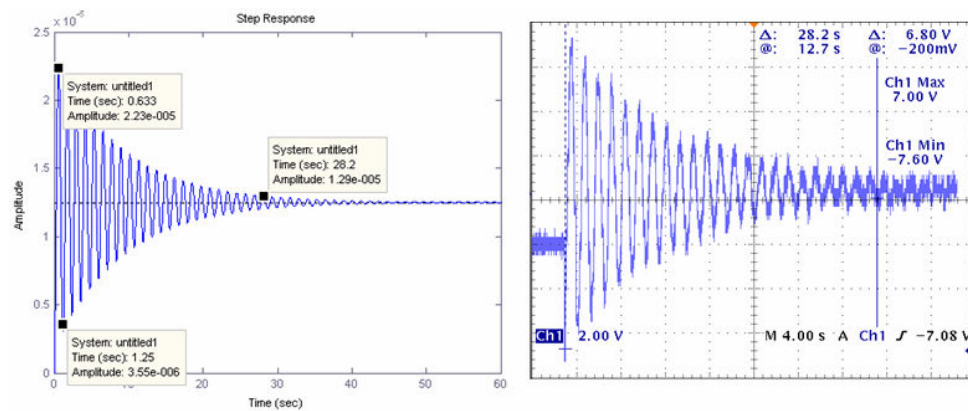 Step Response
x 10⁻⁵
2.5
2
1.5
1
0.5
0
0
10
20
30
40
50
60
Amplitude
Time (sec)
System: untitled1
Time (sec): 0.633
Amplitude: 2.23e-005
System: untitled1
Time (sec): 28.2
Amplitude: 1.29e-005
System: untitled1
Time (sec): 1.25
Amplitude: 3.55e-006
Δ: 28.2 s Δ: 6.80 V
@: 12.7 s @: -200mV
Ch1 Max
7.00 V
Ch1 Min
-7.60 V
Ch1 2.00 V M 4.00 s A Ch1 ʃ -7.08 V